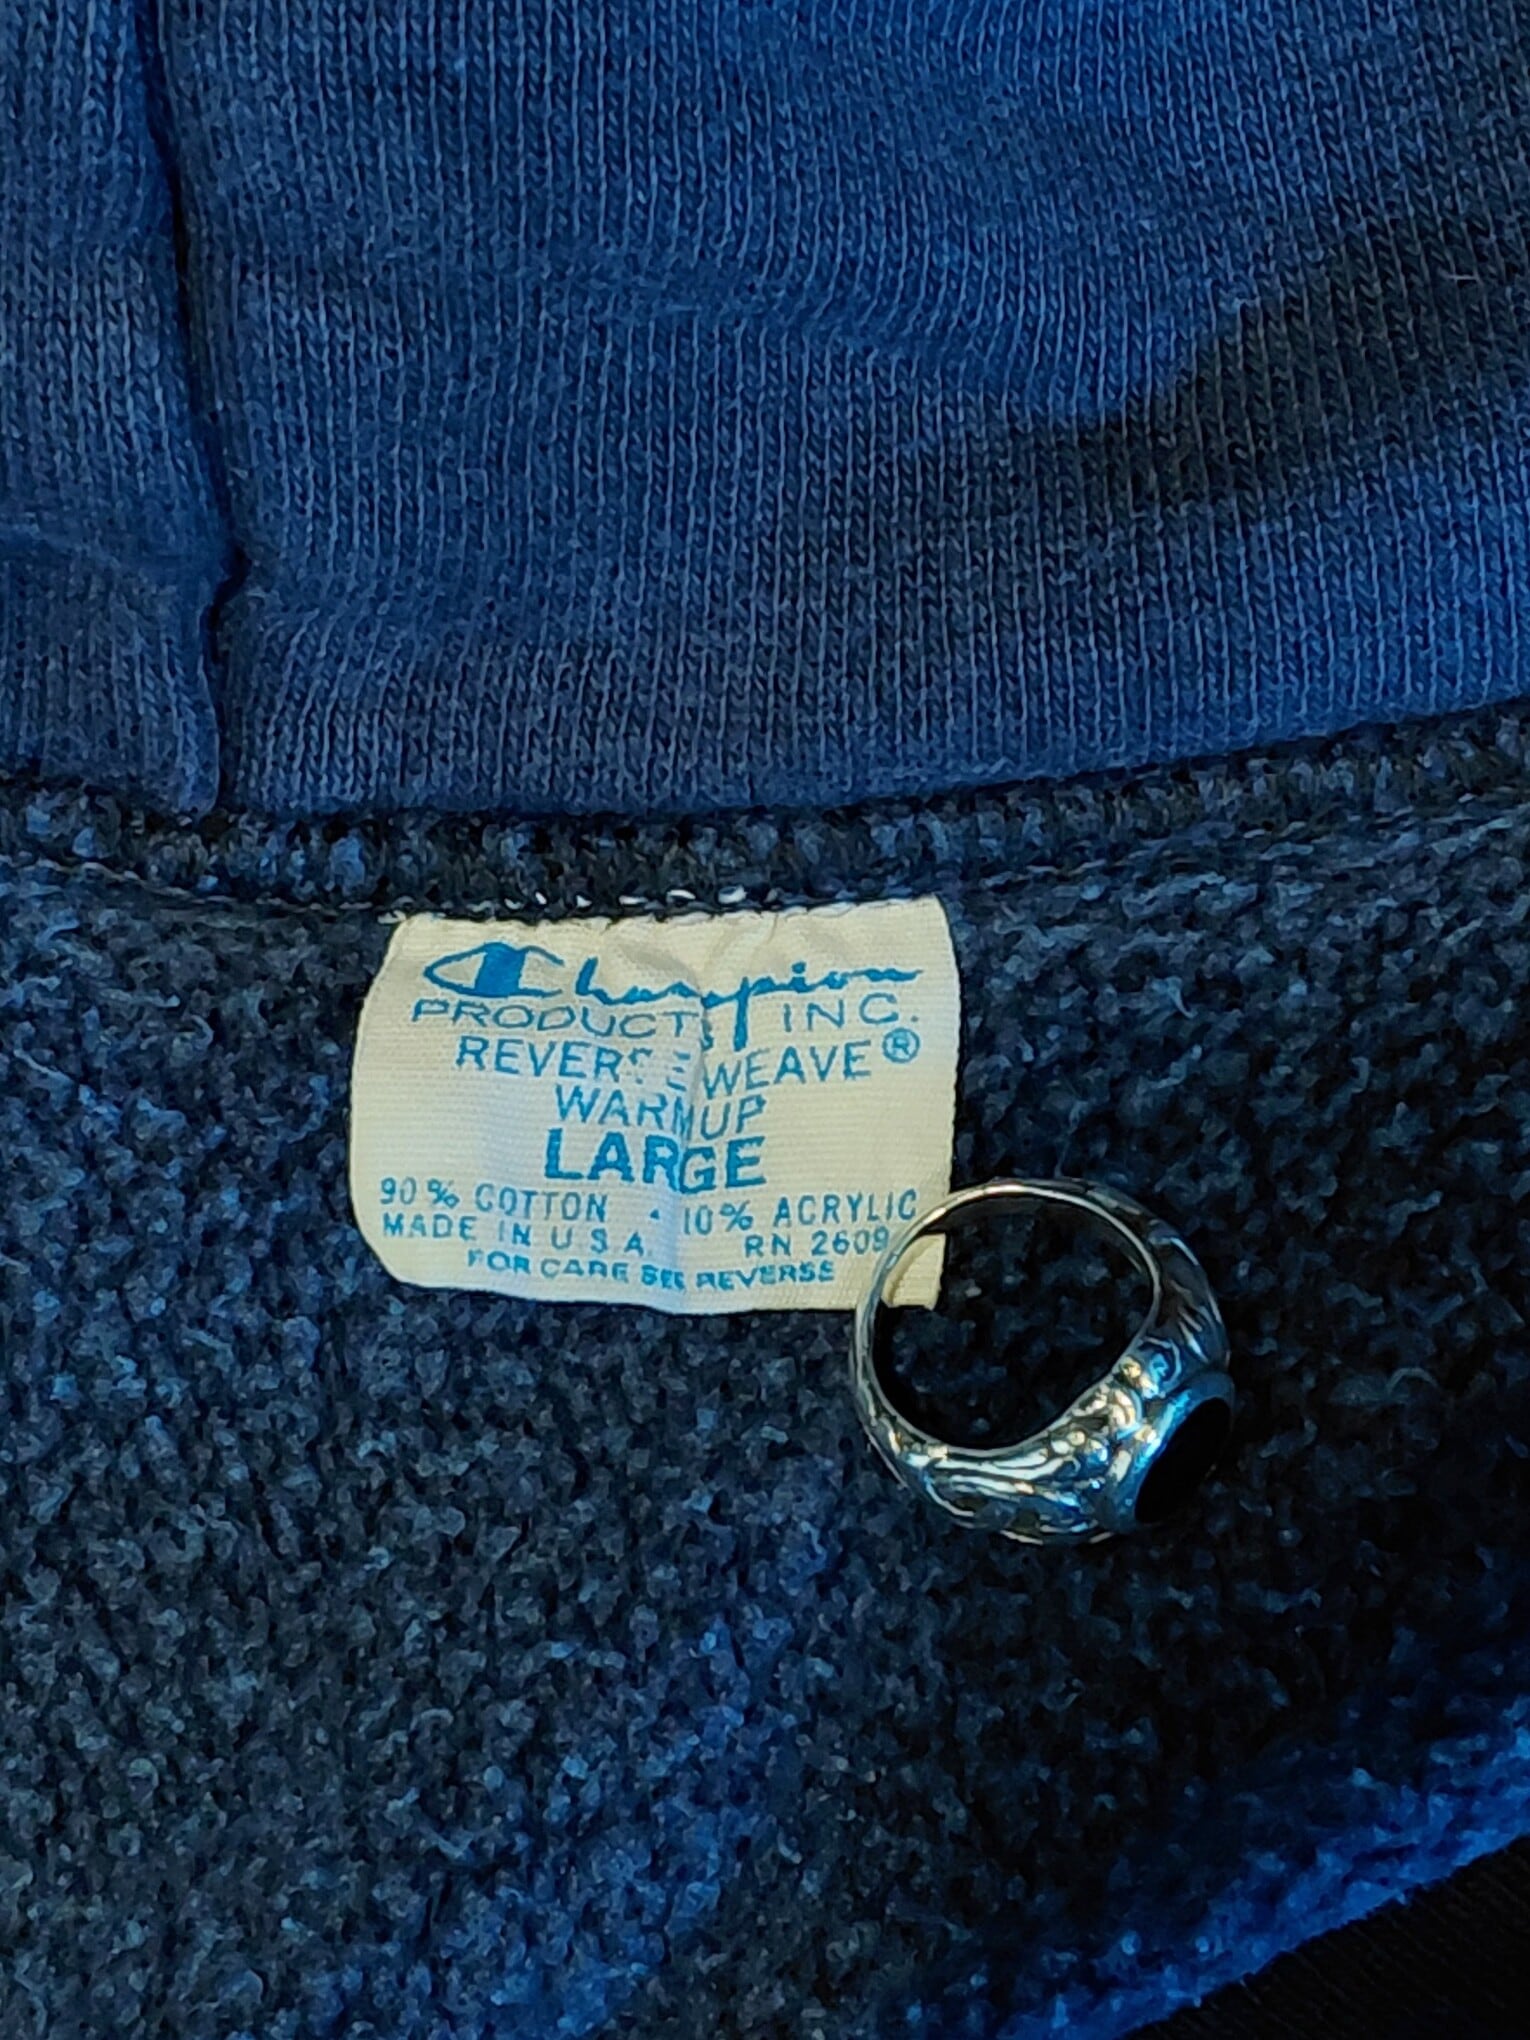 Champion
PRODUCTS INC.
REVERSE WEAVE®
WARMUP
LARGE
90% COTTON • 10% ACRYLIC
MADE IN U.S.A. RN 2609
FOR CARE SEE REVERSE